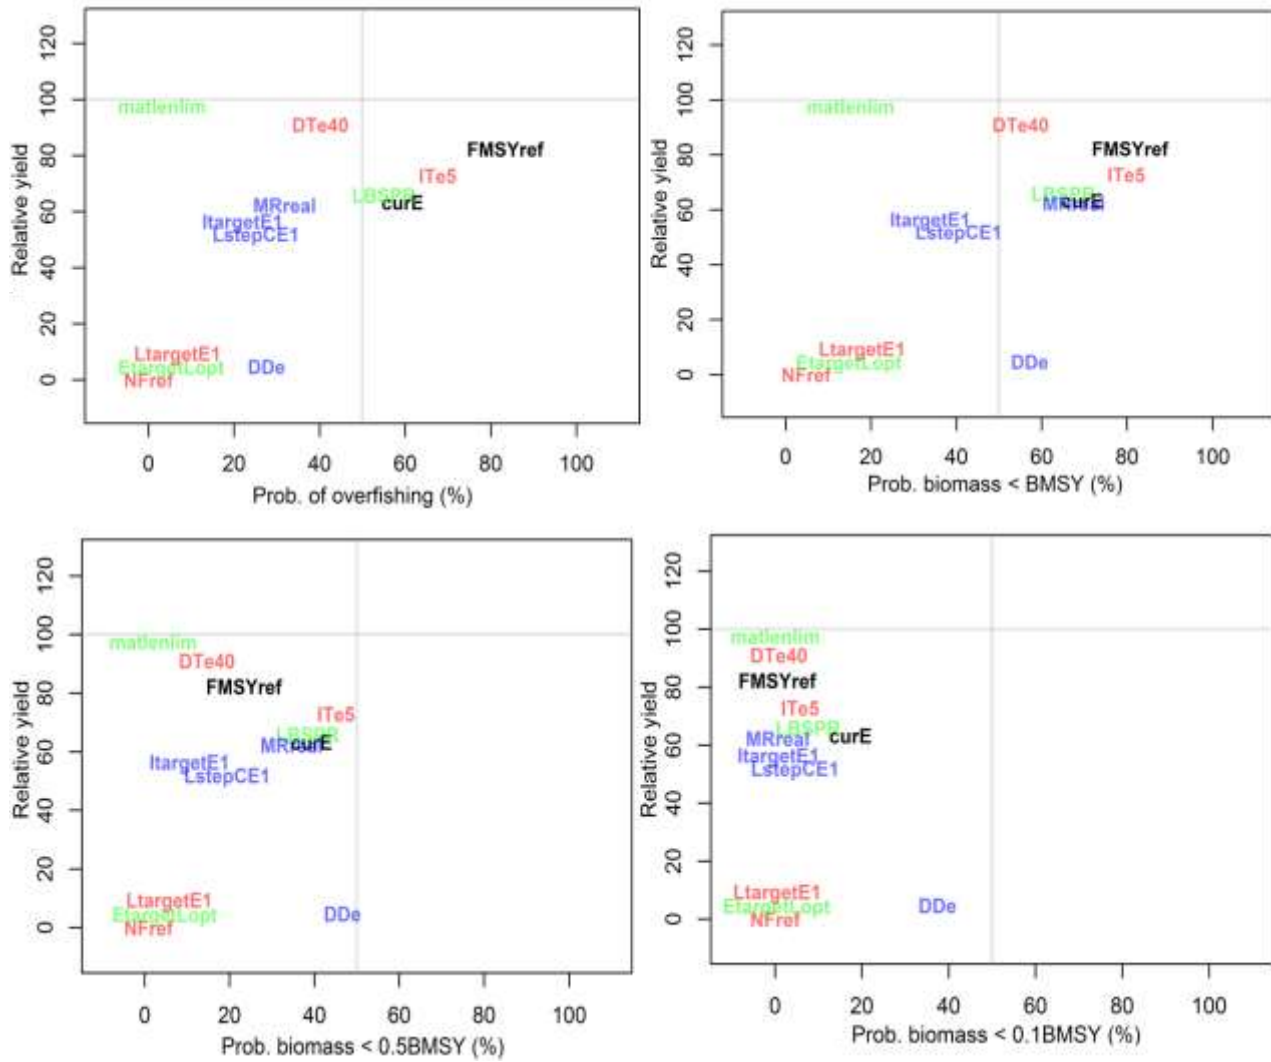 120
100
80
60
40
20
0
Relative yield
matlenlim
DTe40
FMSYref
ITe5
LBSPR
curE
MRreal
ItargetE1
LstepCE1
LtargetE1
EtargetLopt
DDe
NFref
0 20 40 60 80 100
Prob. of overfishing (%)
120
100
80
60
40
20
0
Relative yield
matlenlim
DTe40
FMSYref
ITe5
LBSPR
curE
MRreal
ItargetE1
LstepCE1
LtargetE1
EtargetLopt
DDe
NFref
0 20 40 60 80 100
Prob. biomass < BMSY (%)
120
100
80
60
40
20
0
Relative yield
matlenlim
DTe40
FMSYref
ITe5
LBSPR
curE
MRreal
ItargetE1
LstepCE1
LtargetE1
EtargetLopt
DDe
NFref
0 20 40 60 80 100
Prob. biomass < 0.5BMSY (%)
120
100
80
60
40
20
0
Relative yield
matlenlim
DTe40
FMSYref
ITe5
LBSPR
curE
MRreal
ItargetE1
LstepCE1
LtargetE1
EtargetLopt
DDe
NFref
0 20 40 60 80 100
Prob. biomass < 0.1BMSY (%)